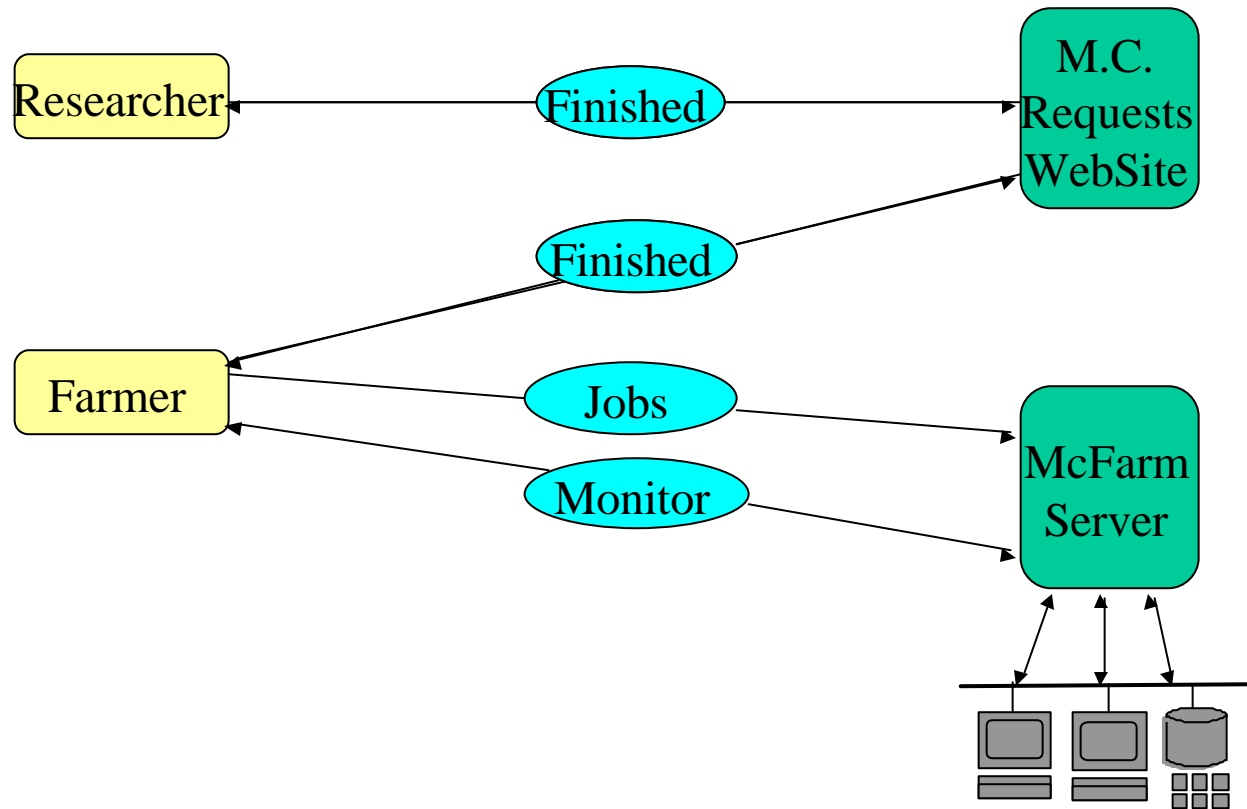 Researcher
Finished
M.C.
Requests
WebSite
Finished
Farmer
Jobs
Monitor
McFarm
Server